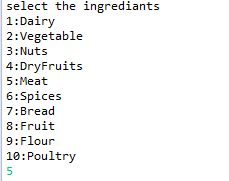 select the ingrediants
1:Dairy
2:Vegetable
3:Nuts
4:DryFruits
5:Meat
6:Spices
7:Bread
8:Fruit
9:Flour
10:Poultry
5